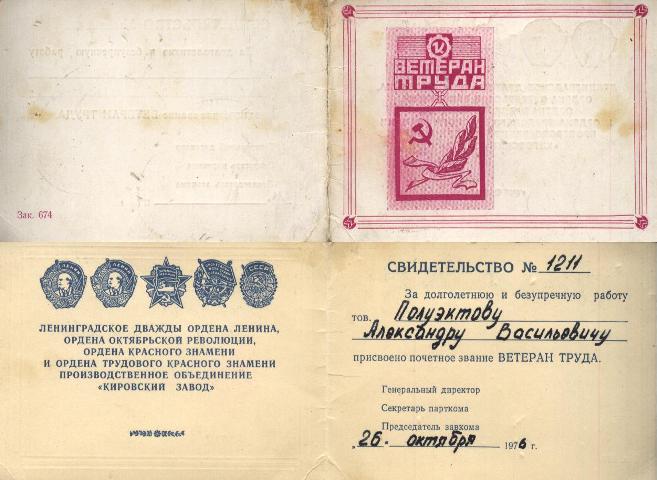 ВЕТЕРАН
ТРУДА
Зак. 674
ЛЕНИНГРАДСКОЕ ДВАЖДЫ ОРДЕНА ЛЕНИНА,
ОРДЕНА ОКТЯБРЬСКОЙ РЕВОЛЮЦИИ,
ОРДЕНА КРАСНОГО ЗНАМЕНИ
И ОРДЕНА ТРУДОВОГО КРАСНОГО ЗНАМЕНИ
ПРОИЗВОДСТВЕННОЕ ОБЪЕДИНЕНИЕ
«КИРОВСКИЙ ЗАВОД»
СВИДЕТЕЛЬСТВО № 1211
За долголетнюю и безупречную работу
тов. Полуэктову
Александру Васильевичу
присвоено почетное звание ВЕТЕРАН ТРУДА.
Генеральный директор
Секретарь парткома
Председатель завкома
„26“ октября 1976 г.